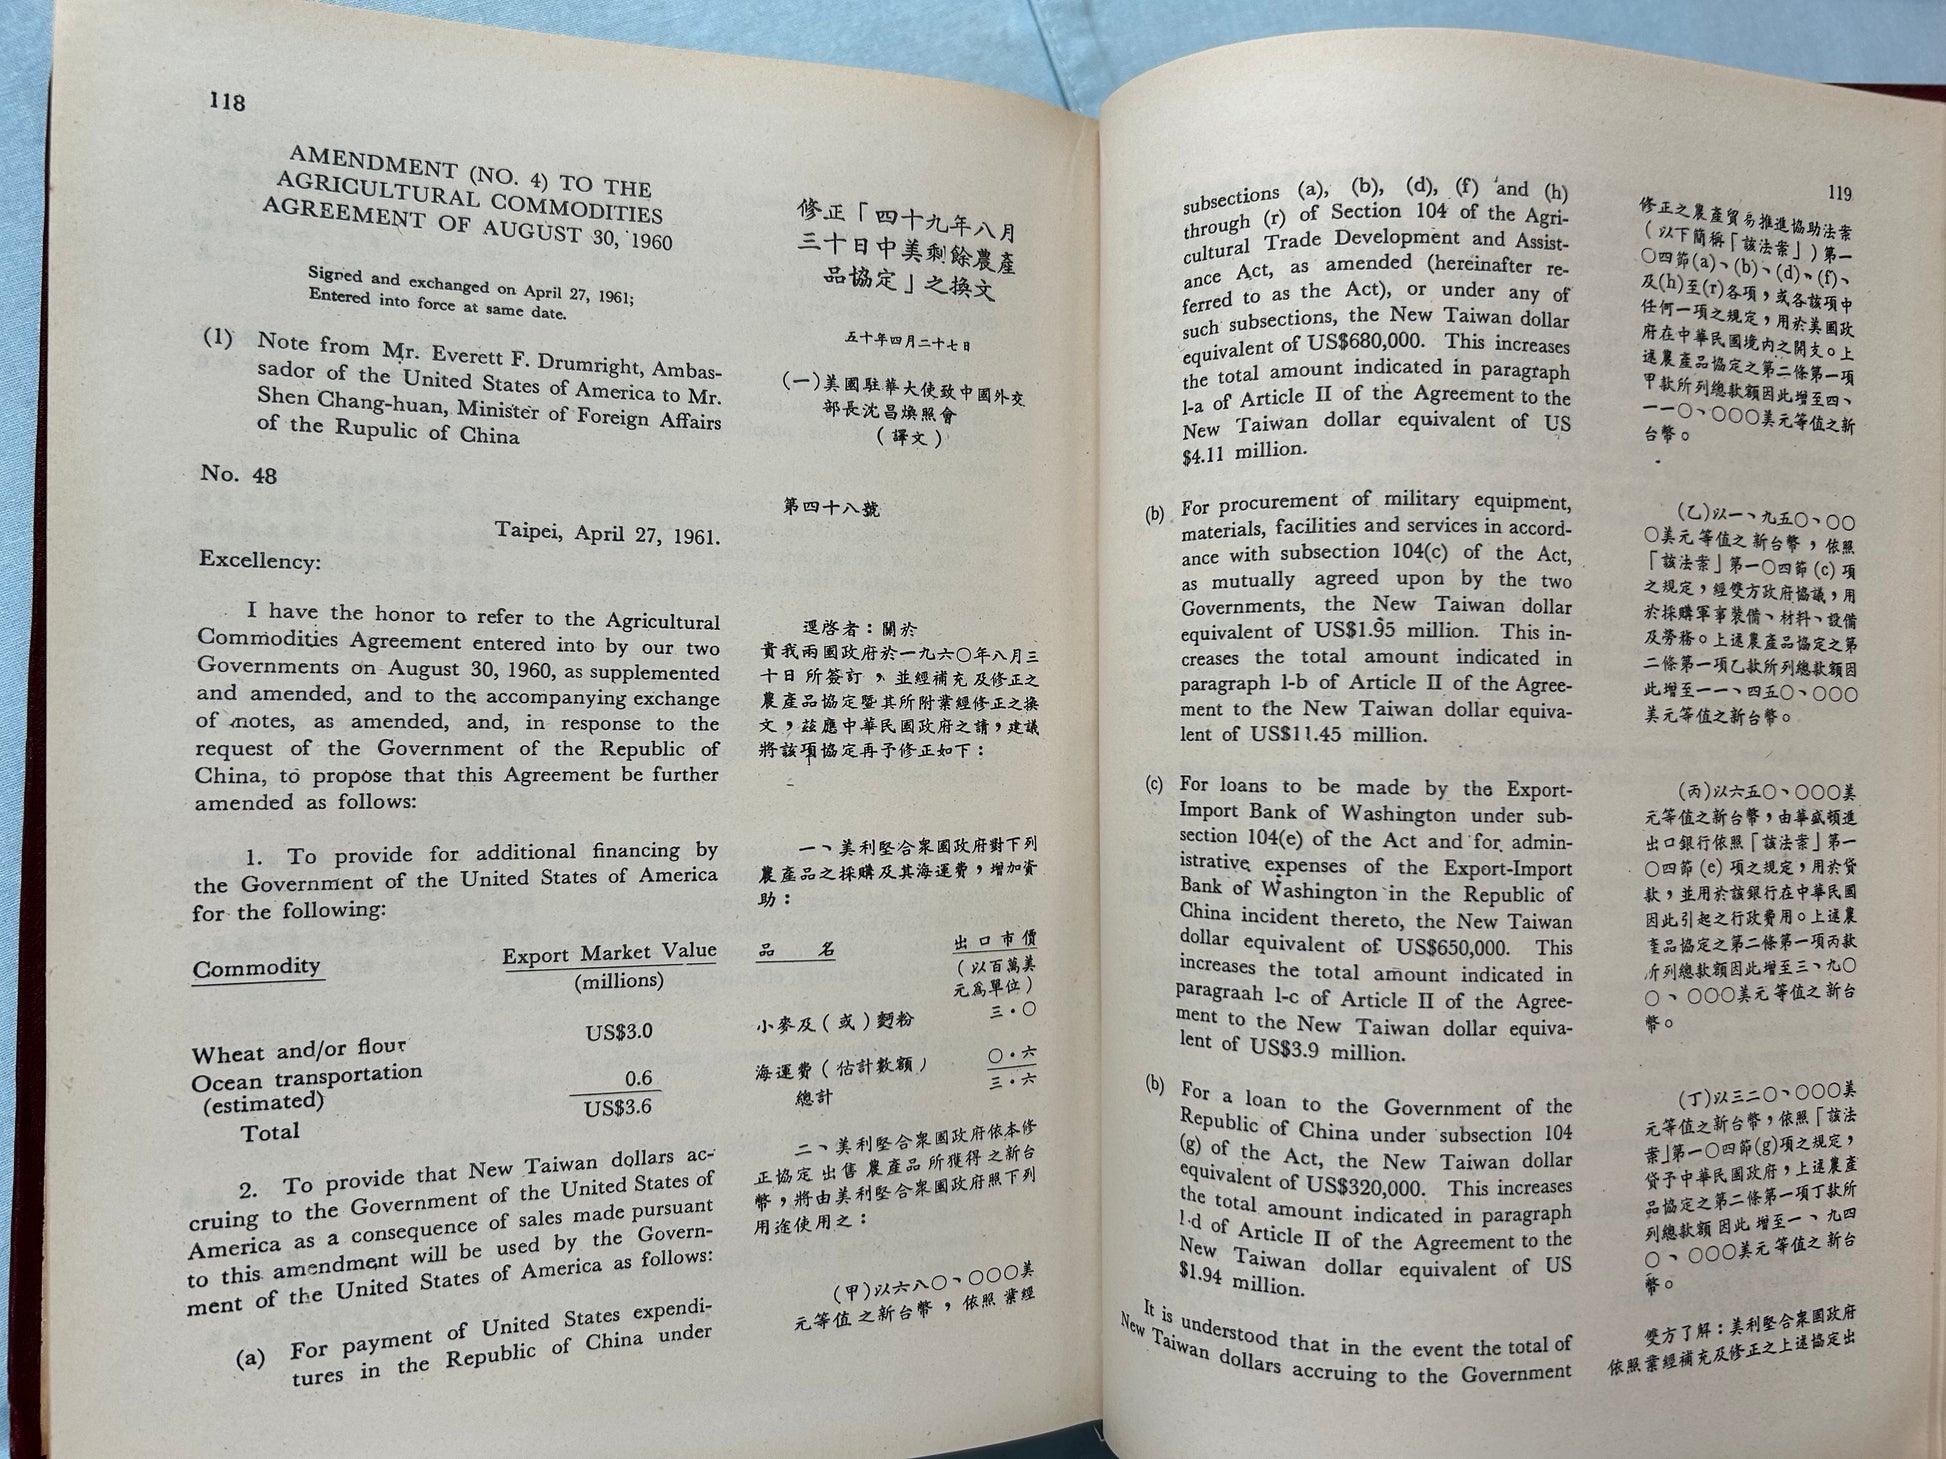 118
AMENDMENT (NO. 4) TO THE
AGRICULTURAL COMMODITIES
AGREEMENT OF AUGUST 30, 1960
Signed and exchanged on April 27, 1961;
Entered into force at same date.
(1) Note from Mr. Everett F. Drumright, Ambas-
sador of the United States of America to Mr.
Shen Chang-huan, Minister of Foreign Affairs
of the Rupulic of China
No. 48
Taipei, April 27, 1961.
Excellency:
I have the honor to refer to the Agricultural
Commodities Agreement entered into by our two
Governments on August 30, 1960, as supplemented
and amended, and to the accompanying exchange
of notes, as amended, and, in response to the
request of the Government of the Republic of
China, to propose that this Agreement be further
amended as follows:
1. To provide for additional financing by
the Government of the United States of America
for the following:
Commodity Export Market Value
(millions)
Wheat and/or flour US$3.0
Ocean transportation
(estimated) 0.6
Total US$3.6
2. To provide that New Taiwan dollars ac-
cruing to the Government of the United States of
America as a consequence of sales made pursuant
to this amendment will be used by the Govern-
ment of the United States of America as follows:
(a) For payment of United States expendi-
tures in the Republic of China under
修正「四十九年八月
三十日中美剩餘農產
品協定」之換文
五十年四月二十七日
(一)美國駐華大使致中國外交
部長沈昌煥照會
(譯文)
第四十八號
逕啓者：關於
貴我兩國政府於一九六〇年八月三
十日所簽訂，並經補充及修正之
農產品協定暨其所附業經修正之換
文，茲應中華民國政府之請，建議
將該項協定再予修正如下：
一、美利堅合衆國政府對下列
農產品之採購及其海運費，增加資
助：
品 名 出口市價
(以百萬美
元爲單位)
小麥及(或)麵粉 三・〇
海運費(估計數額) 〇・六
總計 三・六
二、美利堅合衆國政府依本修
正協定出售農產品所獲得之新台
幣，將由美利堅合衆國政府照下列
用途使用之：
(甲)以六八〇、〇〇〇美
元等值之新台幣，依照業經
119
subsections (a), (b), (d), (f) and (h)
through (r) of Section 104 of the Agri-
cultural Trade Development and Assist-
ance Act, as amended (hereinafter re-
ferred to as the Act), or under any of
such subsections, the New Taiwan dollar
equivalent of US$680,000. This increases
the total amount indicated in paragraph
l-a of Article II of the Agreement to the
New Taiwan dollar equivalent of US
$4.11 million.
(b) For procurement of military equipment,
materials, facilities and services in accord-
ance with subsection 104(c) of the Act,
as mutually agreed upon by the two
Governments, the New Taiwan dollar
equivalent of US$1.95 million. This in-
creases the total amount indicated in
paragraph l-b of Article II of the Agree-
ment to the New Taiwan dollar equiva-
lent of US$11.45 million.
(c) For loans to be made by the Export-
Import Bank of Washington under sub-
section 104(e) of the Act and for admin-
istrative expenses of the Export-Import
Bank of Washington in the Republic of
China incident thereto, the New Taiwan
dollar equivalent of US$650,000. This
increases the total amount indicated in
paragraah l-c of Article II of the Agree-
ment to the New Taiwan dollar equiva-
lent of US$3.9 million.
(b) For a loan to the Government of the
Republic of China under subsection 104
(g) of the Act, the New Taiwan dollar
equivalent of US$320,000. This increases
the total amount indicated in paragraph
l-d of Article II of the Agreement to the
New Taiwan dollar equivalent of US
$1.94 million.
It is understood that in the event the total of
New Taiwan dollars accruing to the Government
修正之農產貿易推進協助法案
(以下簡稱「該法案」)第一
〇四節(a)、(b)、(d)、(f)、
及(h)至(r)各項，或各該項中
任何一項之規定，用於美國政
府在中華民國境內之開支。上
述農產品協定之第二條第一項
甲款所列總款額因此增至四、
一一〇、〇〇〇美元等值之新
台幣。
(乙)以一、九五〇、〇〇
〇美元等值之新台幣，依照
「該法案」第一〇四節(c)項
之規定，經雙方政府協議，用
於採購軍事裝備、材料、設備
及勞務。上述農產品協定之第
二條第一項乙款所列總款額因
此增至一一、四五〇、〇〇〇
美元等值之新台幣。
(丙)以六五〇、〇〇〇美
元等值之新台幣，由華盛頓進
出口銀行依照「該法案」第一
〇四節(e)項之規定，用於貸
款，並用於該銀行在中華民國
因此引起之行政費用。上述農
產品協定之第二條第一項丙款
所列總款額因此增至三、九〇
〇、〇〇〇美元等值之新台
幣。
(丁)以三二〇、〇〇〇美
元等值之新台幣，依照「該法
案」第一〇四節(g)項之規定，
貸予中華民國政府，上述農產
品協定之第二條第一項丁款所
列總款額因此增至一、九四
〇、〇〇〇美元等值之新台
幣。
雙方了解：美利堅合衆國政府
依照業經補充及修正之上述協定出